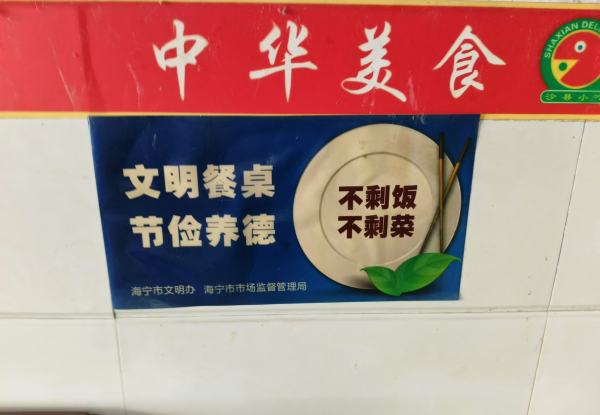 中华美食
SHAXIAN DEL
沙县小
文明餐桌
节俭养德
不剩饭
不剩菜
海宁市文明办 海宁市市场监督管理局